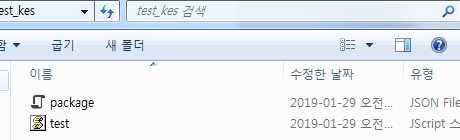 est_kes
test_kes 검색
함
굽기
새 폴더
이름
수정한 날짜
유형
package
2019-01-29 오전...
JSON File
test
2019-01-29 오전...
JScript 스